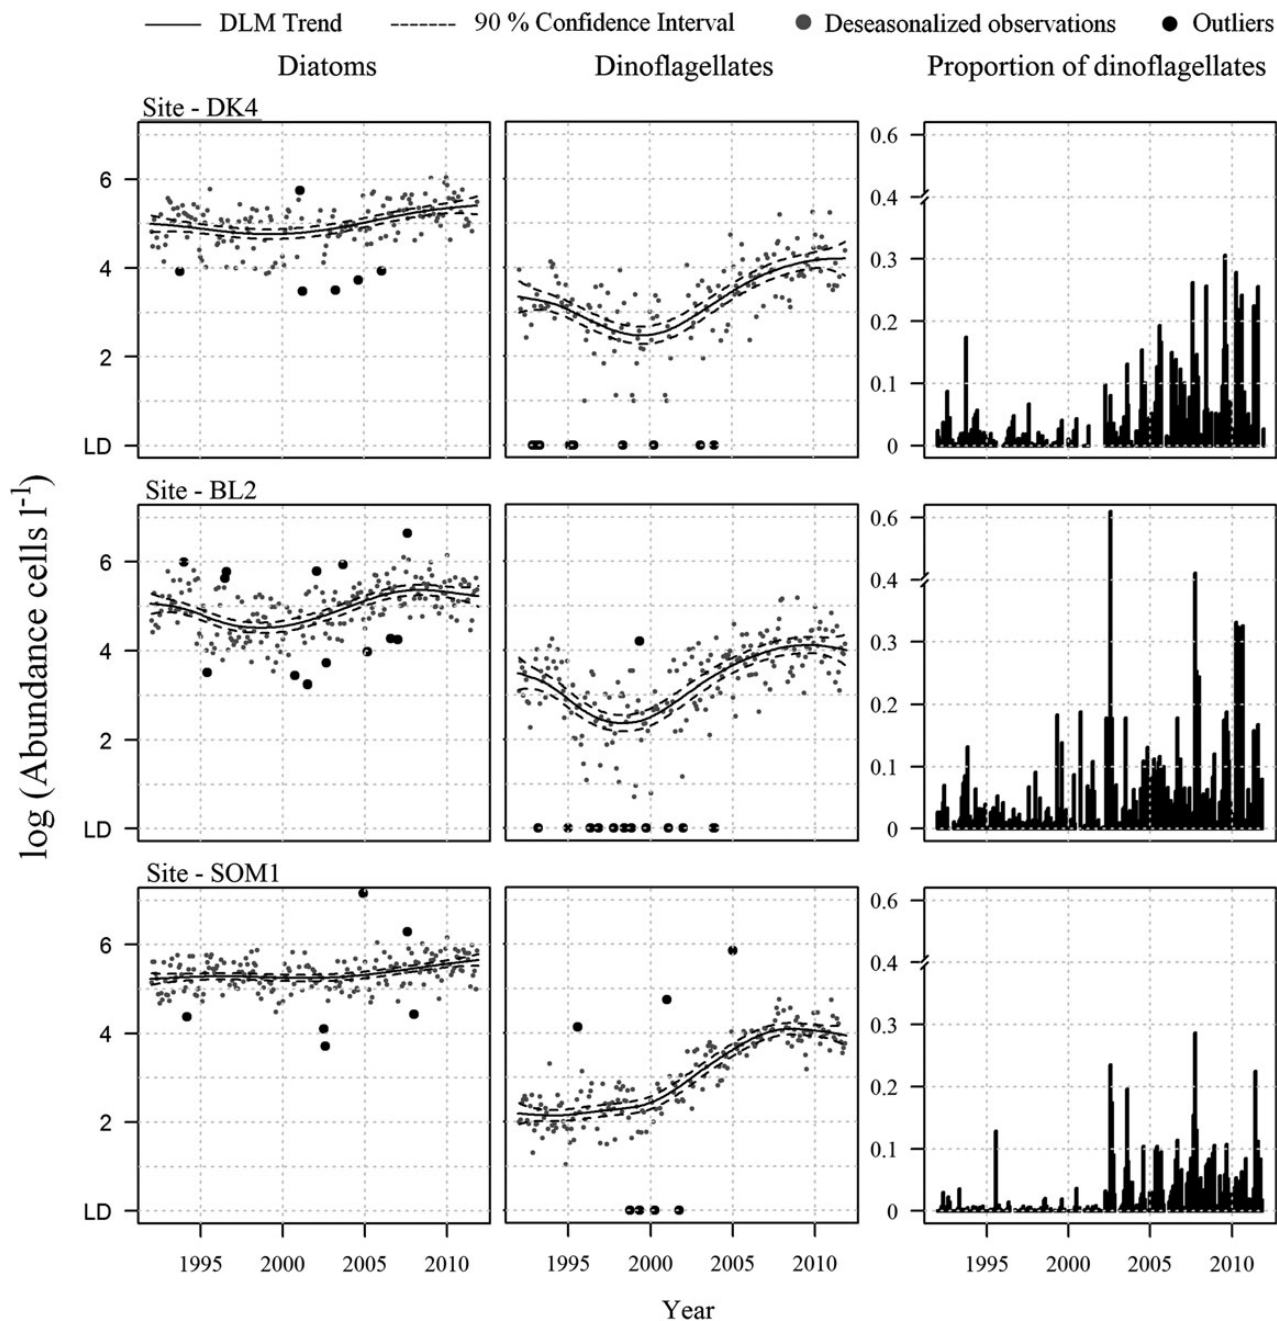 DLM Trend 90 % Confidence Interval Deseasonalized observations Outliers
Diatoms Dinoflagellates Proportion of dinoflagellates
Site - DK4
6
4
2
LD
0.6
0.4
0.3
0.2
0.1
0
Site - BL2
6
4
2
LD
0.6
0.4
0.3
0.2
0.1
0
Site - SOM1
6
4
2
LD
0.6
0.4
0.3
0.2
0.1
0
log (Abundance cells l-1)
1995 2000 2005 2010 1995 2000 2005 2010 1995 2000 2005 2010
Year